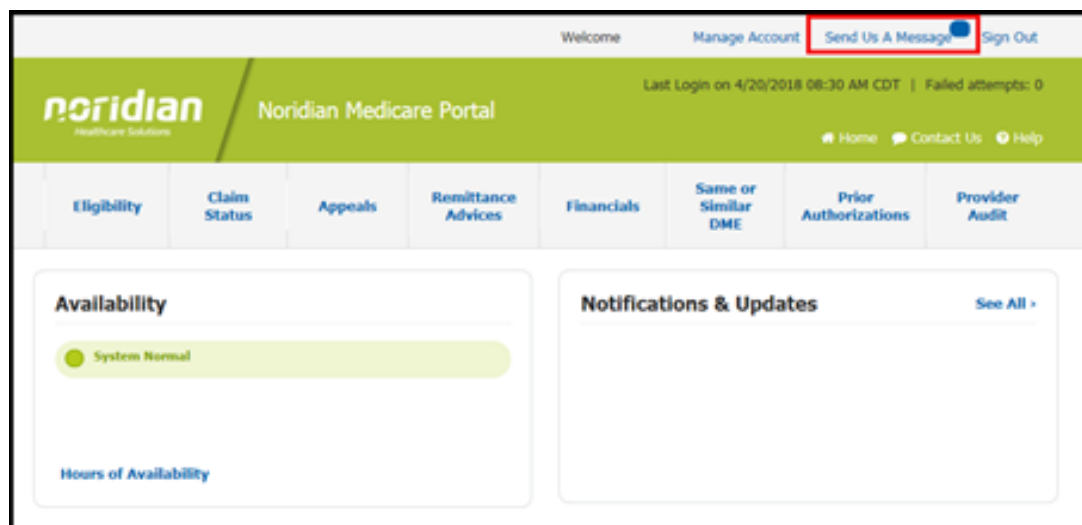 Welcome Manage Account Send Us A Message Sign Out
Last Login on 4/20/2018 08:30 AM CDT | Failed attempts: 0
noridian
Healthcare Solutions
Noridian Medicare Portal
Home Contact Us Help
Eligibility
Claim
Status
Appeals
Remittance
Advices
Financials
Same or
Similar
DME
Prior
Authorizations
Provider
Audit
Availability
System Normal
Hours of Availability
Notifications & Updates
See All ›